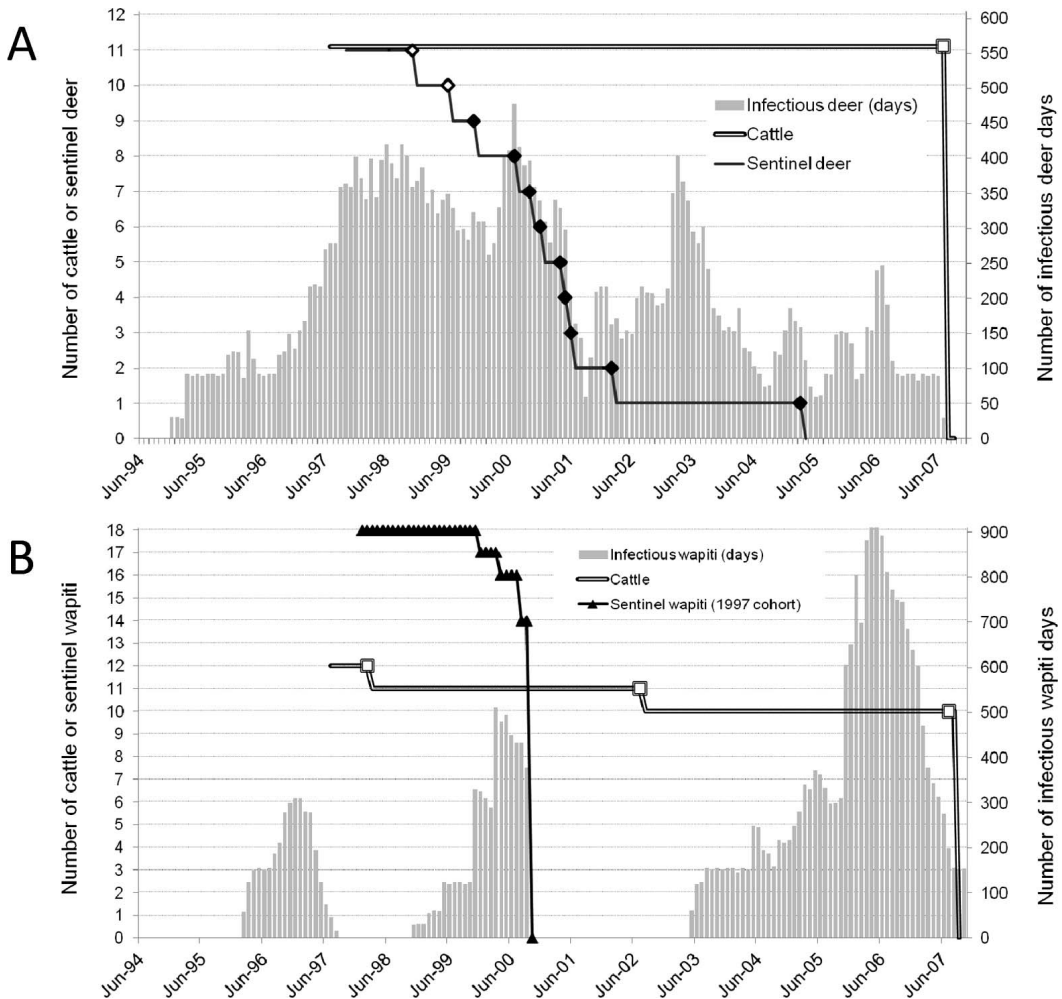 A
12
11
10
9
8
7
6
5
4
3
2
1
0
Number of cattle or sentinel deer
600
550
500
450
400
350
300
250
200
150
100
50
0
Number of infectious deer days
Infectious deer (days)
Cattle
Sentinel deer
Jun-94
Jun-95
Jun-96
Jun-97
Jun-98
Jun-99
Jun-00
Jun-01
Jun-02
Jun-03
Jun-04
Jun-05
Jun-06
Jun-07
B
18
17
16
15
14
13
12
11
10
9
8
7
6
5
4
3
2
1
0
Number of cattle or sentinel wapiti
900
800
700
600
500
400
300
200
100
0
Number of infectious wapiti days
Infectious wapiti (days)
Cattle
Sentinel wapiti (1997 cohort)
Jun-94
Jun-95
Jun-96
Jun-97
Jun-98
Jun-99
Jun-00
Jun-01
Jun-02
Jun-03
Jun-04
Jun-05
Jun-06
Jun-07